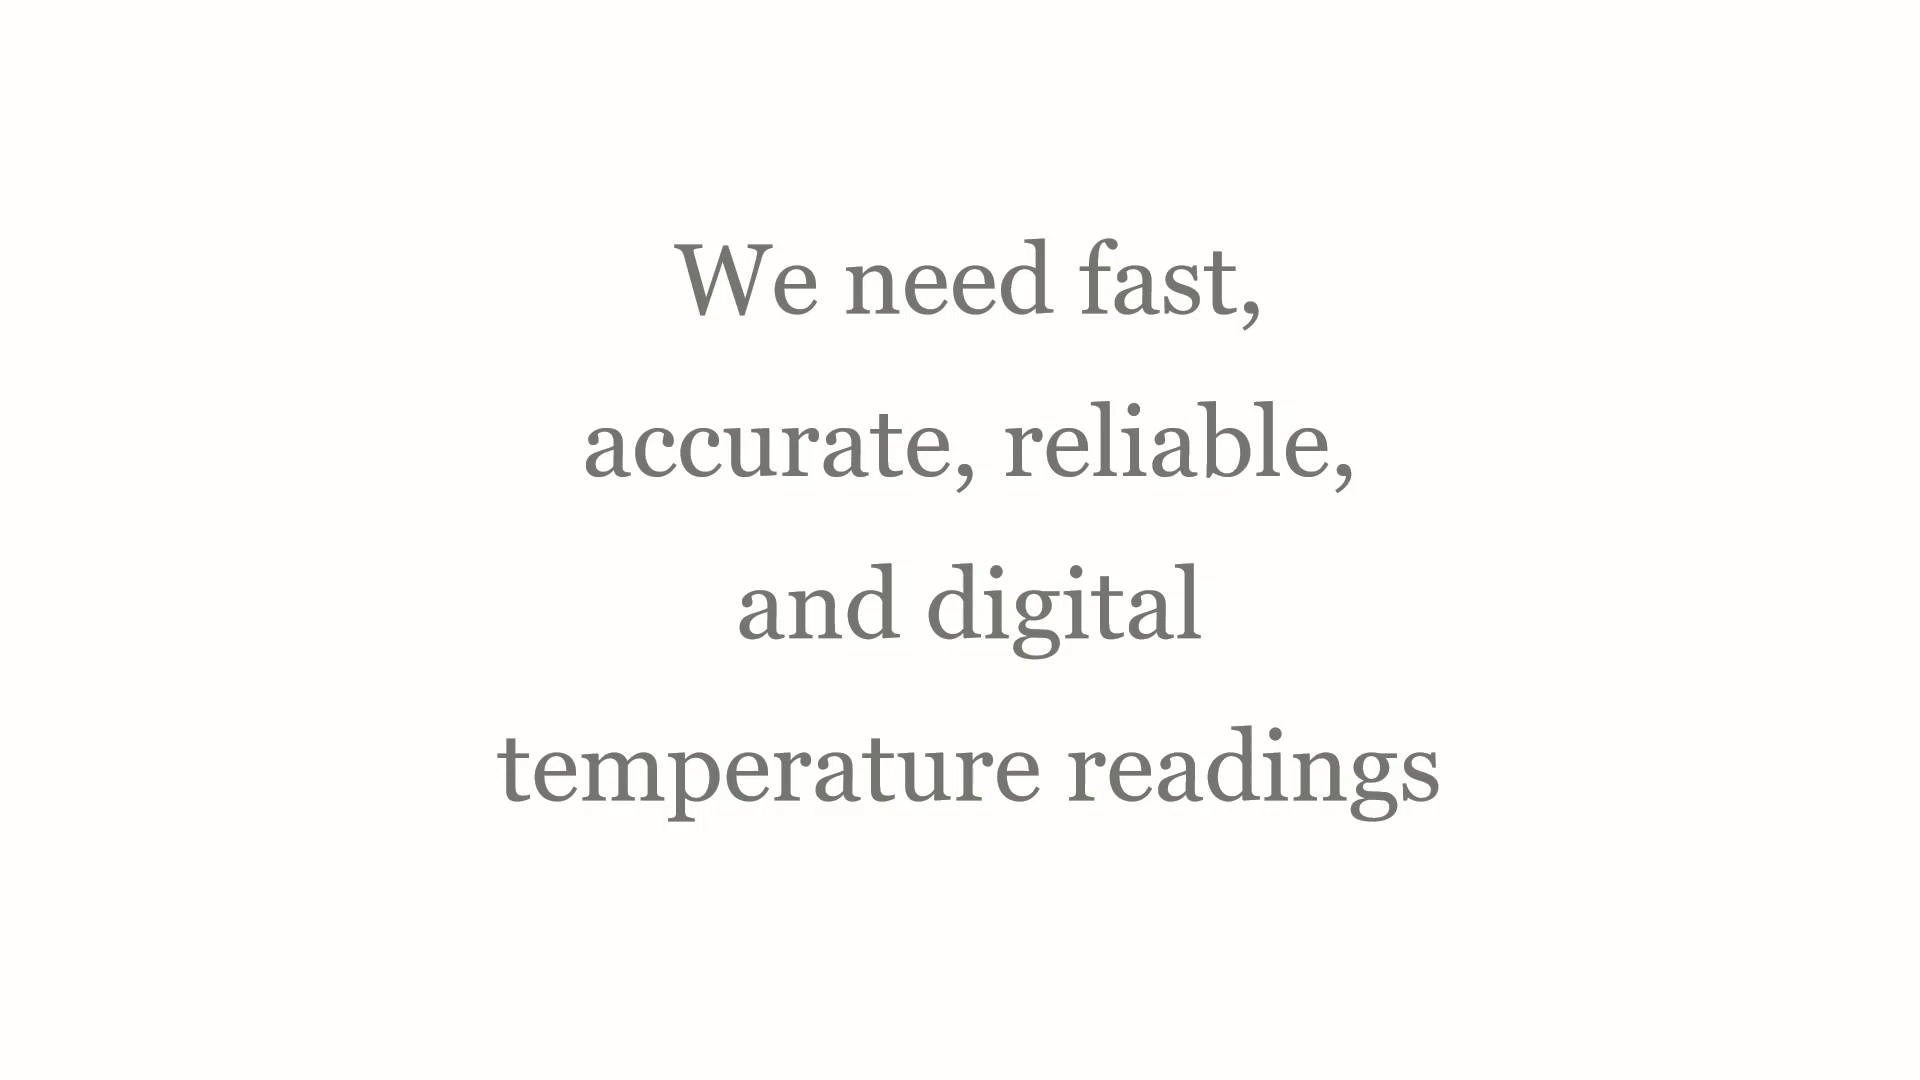 We need fast,
accurate, reliable,
and digital
temperature readings